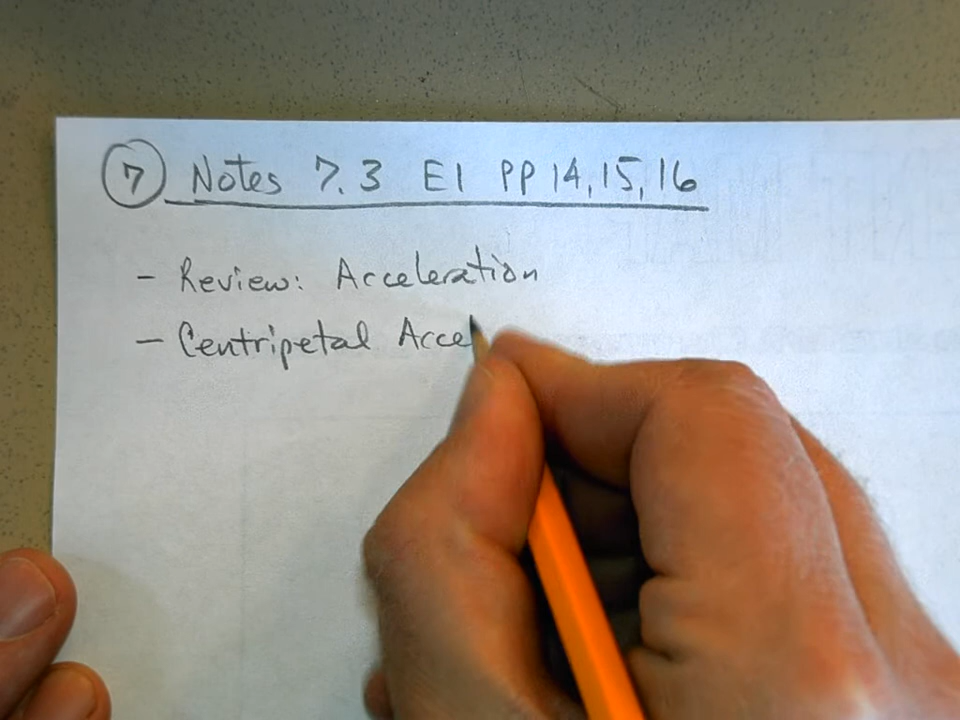 7 Notes 7.3 E1 PP 14, 15, 16
- Review: Acceleration
- Centripetal Acce